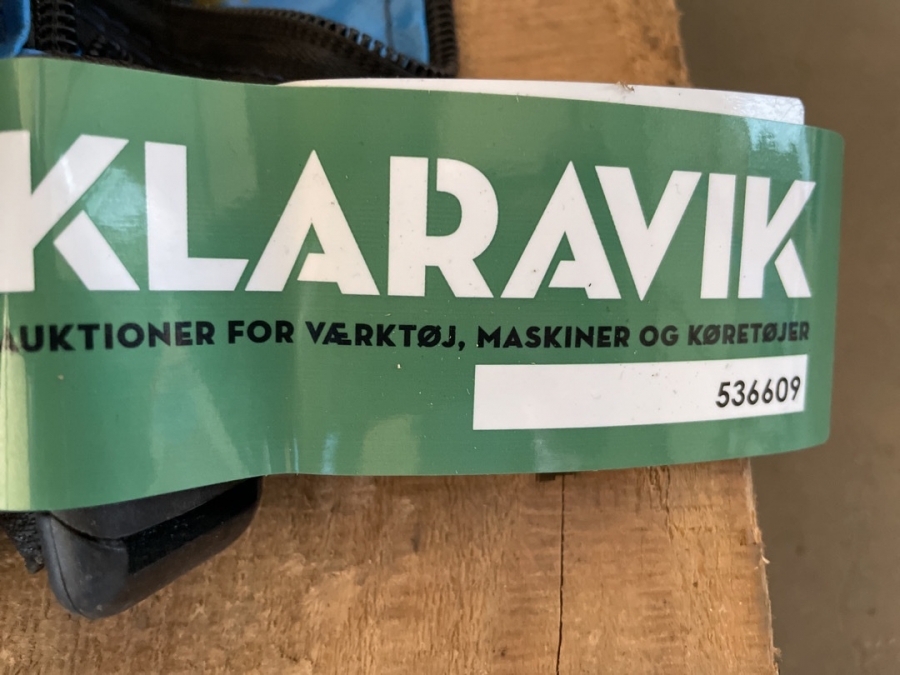 KLARAVIK
AUKTIONER FOR VÆRKTØJ, MASKINER OG KØRETØJER
536609